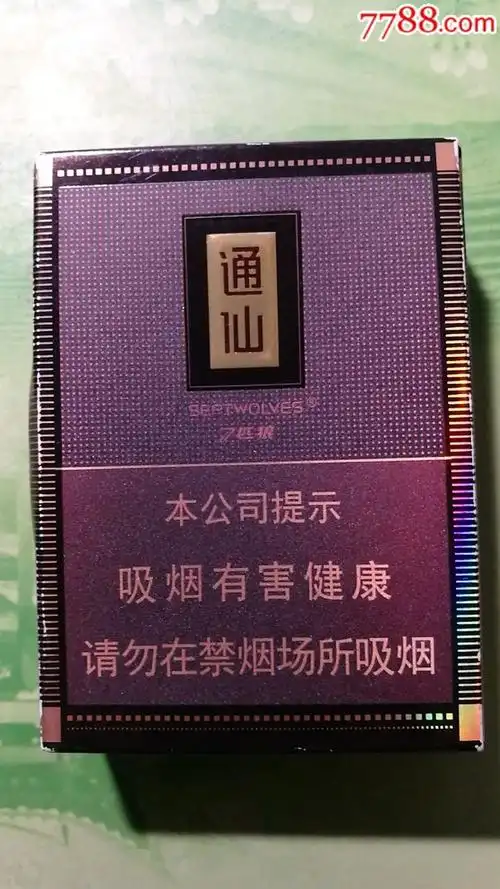 7788.com
通
仙
SEPTWOLVES®
七匹狼
本公司提示
吸烟有害健康
请勿在禁烟场所吸烟